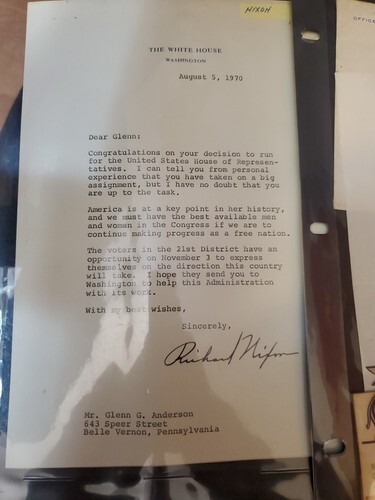 NIXON
OFFICE
THE WHITE HOUSE
WASHINGTON
August 5, 1970
Dear Glenn:
Congratulations on your decision to run
for the United States House of Represen-
tatives. I can tell you from personal
experience that you have taken on a big
assignment, but I have no doubt that you
are up to the task.
America is at a key point in her history,
and we must have the best available men
and women in the Congress if we are to
continue making progress as a free nation.
The voters in the 21st District have an
opportunity on November 3 to express
themselves on the direction this country
will take. I hope they send you to
Washington to help this Administration
with its work.
With my best wishes,
Sincerely,
Richard Nixon
Mr. Glenn G. Anderson
643 Speer Street
Belle Vernon, Pennsylvania